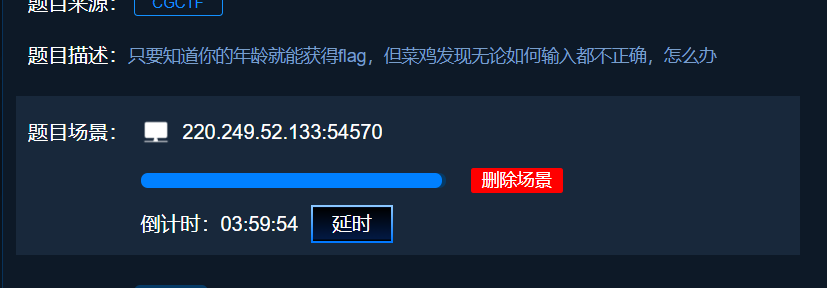 题目来源： CGCTF
题目描述：只要知道你的年龄就能获得flag，但菜鸡发现无论如何输入都不正确，怎么办
题目场景： 220.249.52.133:54570
删除场景
倒计时：03:59:54 延时